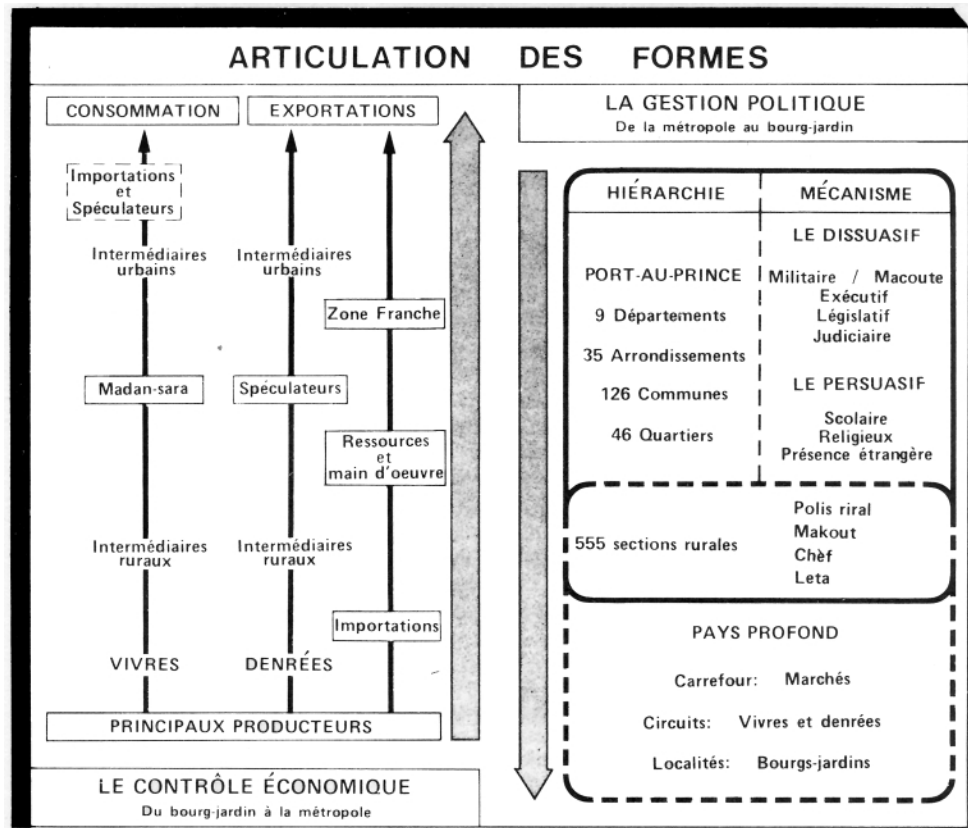 ARTICULATION DES FORMES
CONSOMMATION
EXPORTATIONS
Importations
et
Spéculateurs
Intermédiaires
urbains
Intermédiaires
urbains
Zone Franche
Madan-sara
Spéculateurs
Ressources
et
main d'oeuvre
Intermédiaires
ruraux
Intermédiaires
ruraux
Importations
VIVRES
DENRÉES
PRINCIPAUX PRODUCTEURS
LE CONTRÔLE ÉCONOMIQUE
Du bourg-jardin à la métropole
LA GESTION POLITIQUE
De la métropole au bourg-jardin
HIÉRARCHIE
MÉCANISME
LE DISSUASIF
PORT-AU-PRINCE
Militaire / Macoute
Exécutif
9 Départements
Législatif
Judiciaire
35 Arrondissements
LE PERSUASIF
126 Communes
Scolaire
46 Quartiers
Religieux
Présence étrangère
555 sections rurales
Polis riral
Makout
Chèf
Leta
PAYS PROFOND
Carrefour: Marchés
Circuits: Vivres et denrées
Localités: Bourgs-jardins